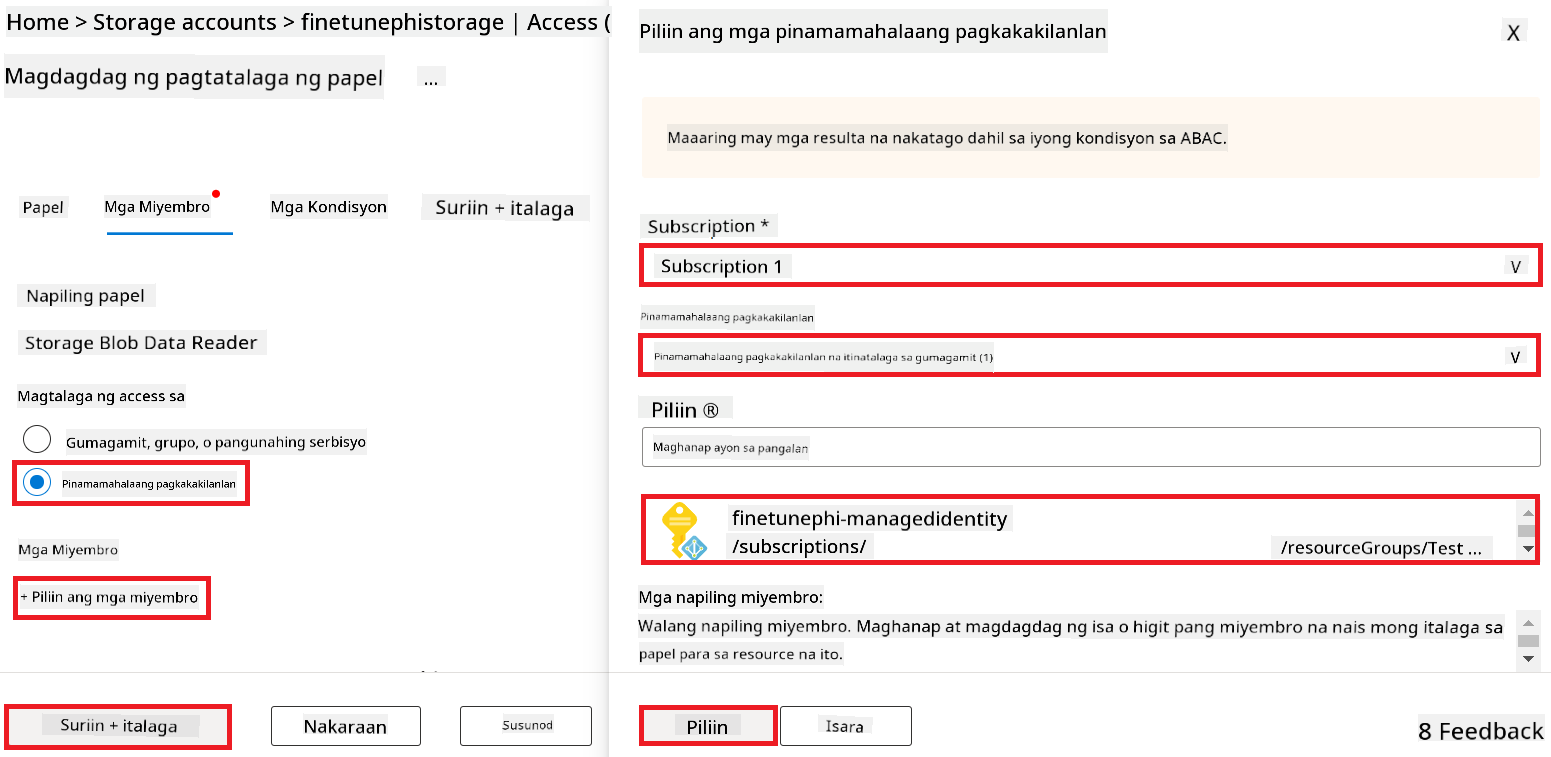 Home > Storage accounts > finetunephistorage | Access (
Magdagdag ng pagtatalaga ng papel ...
Papel Mga Miyembro Mga Kondisyon Suriin + italaga
Napiling papel
Storage Blob Data Reader
Magtalaga ng access sa
Gumagamit, grupo, o pangunahing serbisyo
Pinamamahalaang pagkakakilanlan
Mga Miyembro
+ Piliin ang mga miyembro
Suriin + italaga Nakaraan Susunod
Piliin ang mga pinamamahalaang pagkakakilanlan X
Maaaring may mga resulta na nakatago dahil sa iyong kondisyon sa ABAC.
Subscription *
Subscription 1 V
Pinamamahalaang pagkakakilanlan
Pinamamahalaang pagkakakilanlan na itinatalaga sa gumagamit (1) V
Piliin ®
Maghanap ayon sa pangalan
finetunephi-managedidentity
/subscriptions/ /resourceGroups/Test ...
Mga napiling miyembro:
Walang napiling miyembro. Maghanap at magdagdag ng isa o higit pang miyembro na nais mong italaga sa
papel para sa resource na ito.
Piliin Isara 8 Feedback